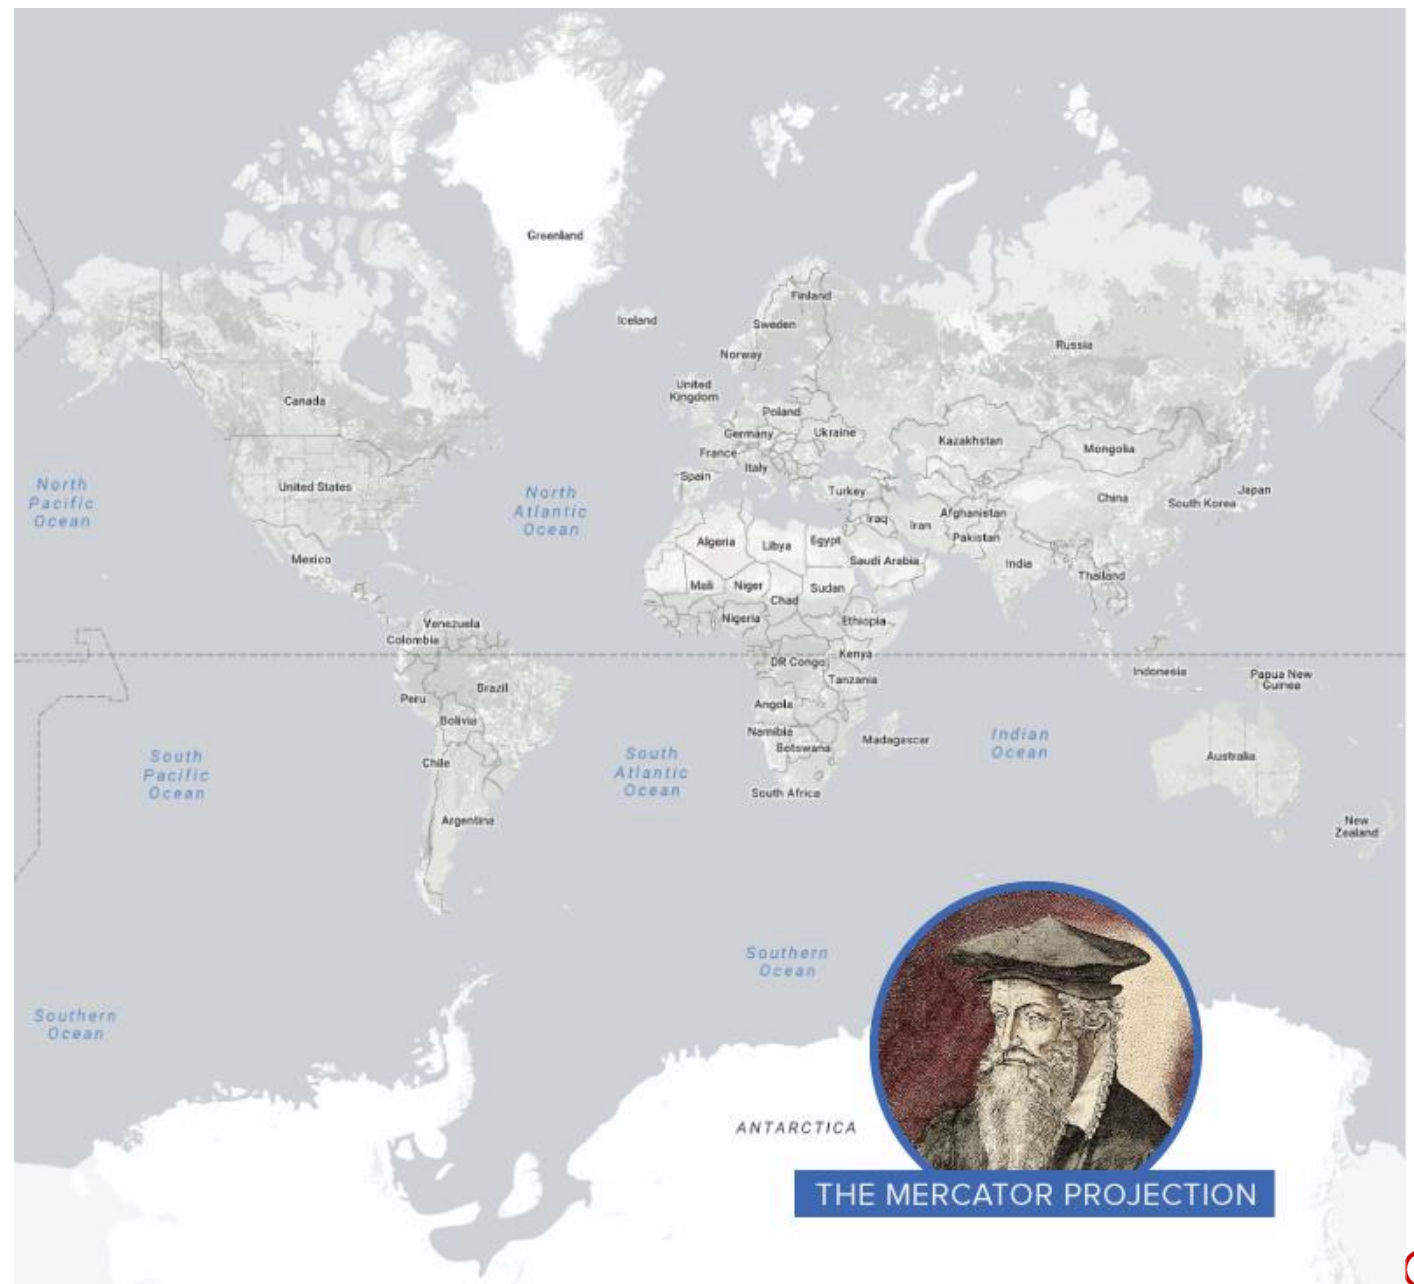 Greenland
Iceland
Finland
Sweden
Norway
Russia
United
Kingdom
Canada
Poland
Germany
Ukraine
Kazakhstan
Mongolia
France
Italy
Spain
United States
Turkey
China
Japan
South Korea
North
Pacific
Ocean
North
Atlantic
Ocean
Afghanistan
Iraq
Iran
Pakistan
Algeria
Libya
Egypt
Saudi Arabia
India
Thailand
Mexico
Mali
Niger
Chad
Sudan
Nigeria
Ethiopia
Venezuela
Colombia
Kenya
DR Congo
Tanzania
Indonesia
Papua New
Guinea
Brazil
Peru
Angola
Bolivia
Namibia
Botswana
Madagascar
Indian
Ocean
Australia
South
Pacific
Ocean
Chile
South
Atlantic
Ocean
South Africa
Argentina
New
Zealand
Southern
Ocean
Southern
Ocean
ANTARCTICA
THE MERCATOR PROJECTION